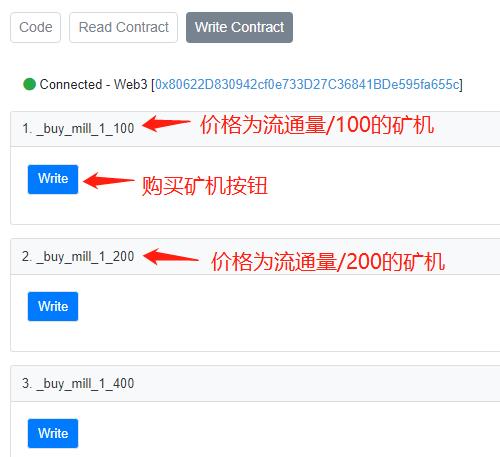 Code Read Contract Write Contract
Connected - Web3 [0x80622D830942cf0e733D27C36841BDe595fa655c]
1. _buy_mill_1_100 价格为流通量/100的矿机
Write 购买矿机按钮
2. _buy_mill_1_200 价格为流通量/200的矿机
Write
3. _buy_mill_1_400
Write